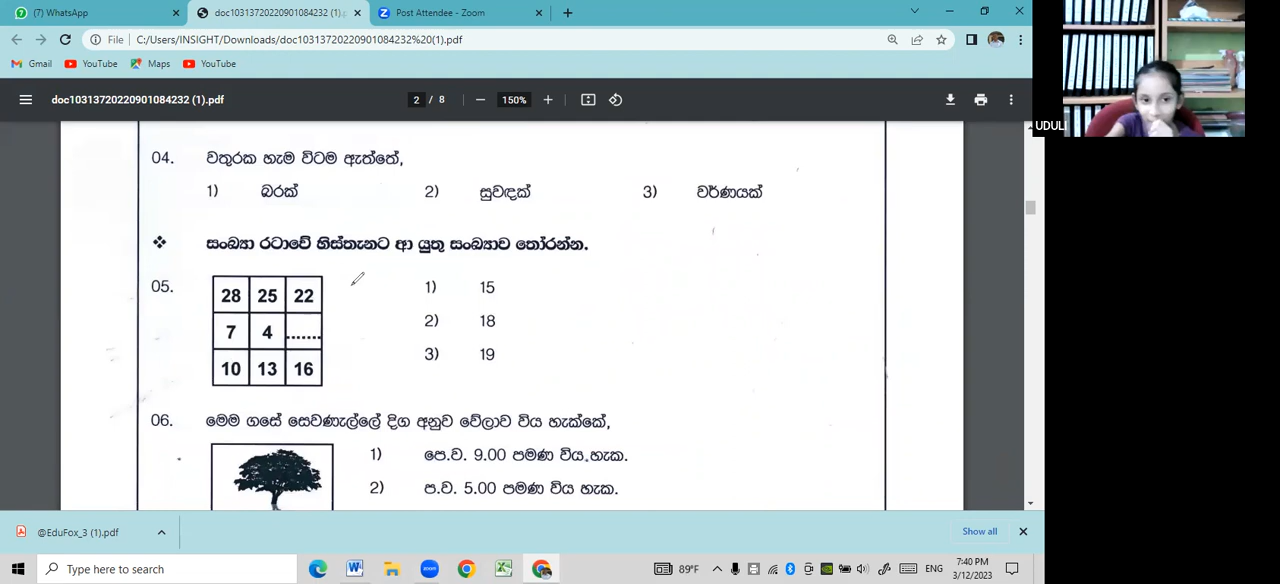 (7) WhatsApp
doc10313720220901084232 (1).p
Post Attendee - Zoom
File
C:/Users/INSIGHT/Downloads/doc10313720220901084232%20(1).pdf
Gmail
YouTube
Maps
YouTube
UDULI
doc10313720220901084232 (1).pdf
2 / 8
150%
04. වතුරක හැම විටම ඇත්තේ,
1) බරක් 2) සුවඳක් 3) වර්ණයක්
❖ සංඛ්‍යා රටාවේ හිස්තැනට ආ යුතු සංඛ්‍යාව තෝරන්න.
05. 28 25 22 1) 15
7 4 ....... 2) 18
10 13 16 3) 19
06. මෙම ගසේ සෙවණැල්ලේ දිග අනුව වේලාව විය හැක්කේ,
1) පෙ.ව. 9.00 පමණ විය හැක.
2) ප.ව. 5.00 පමණ විය හැක.
@EduFox_3 (1).pdf
Show all
Type here to search
89°F
ENG
7:40 PM
3/12/2023